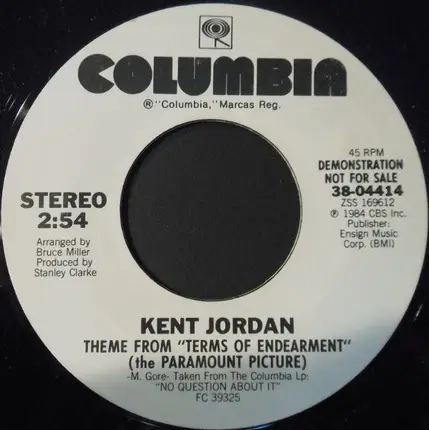 COLUMBIA
® "Columbia," Marcas Reg.
STEREO
2:54
Arranged by
Bruce Miller
Produced by
Stanley Clarke
45 RPM
DEMONSTRATION
NOT FOR SALE
38-04414
ZSS 169612
℗ 1984 CBS Inc.
Publisher:
Ensign Music
Corp. (BMI)
KENT JORDAN
THEME FROM "TERMS OF ENDEARMENT"
(the PARAMOUNT PICTURE)
-M. Gore- Taken From The Columbia Lp:
"NO QUESTION ABOUT IT"
FC 39325